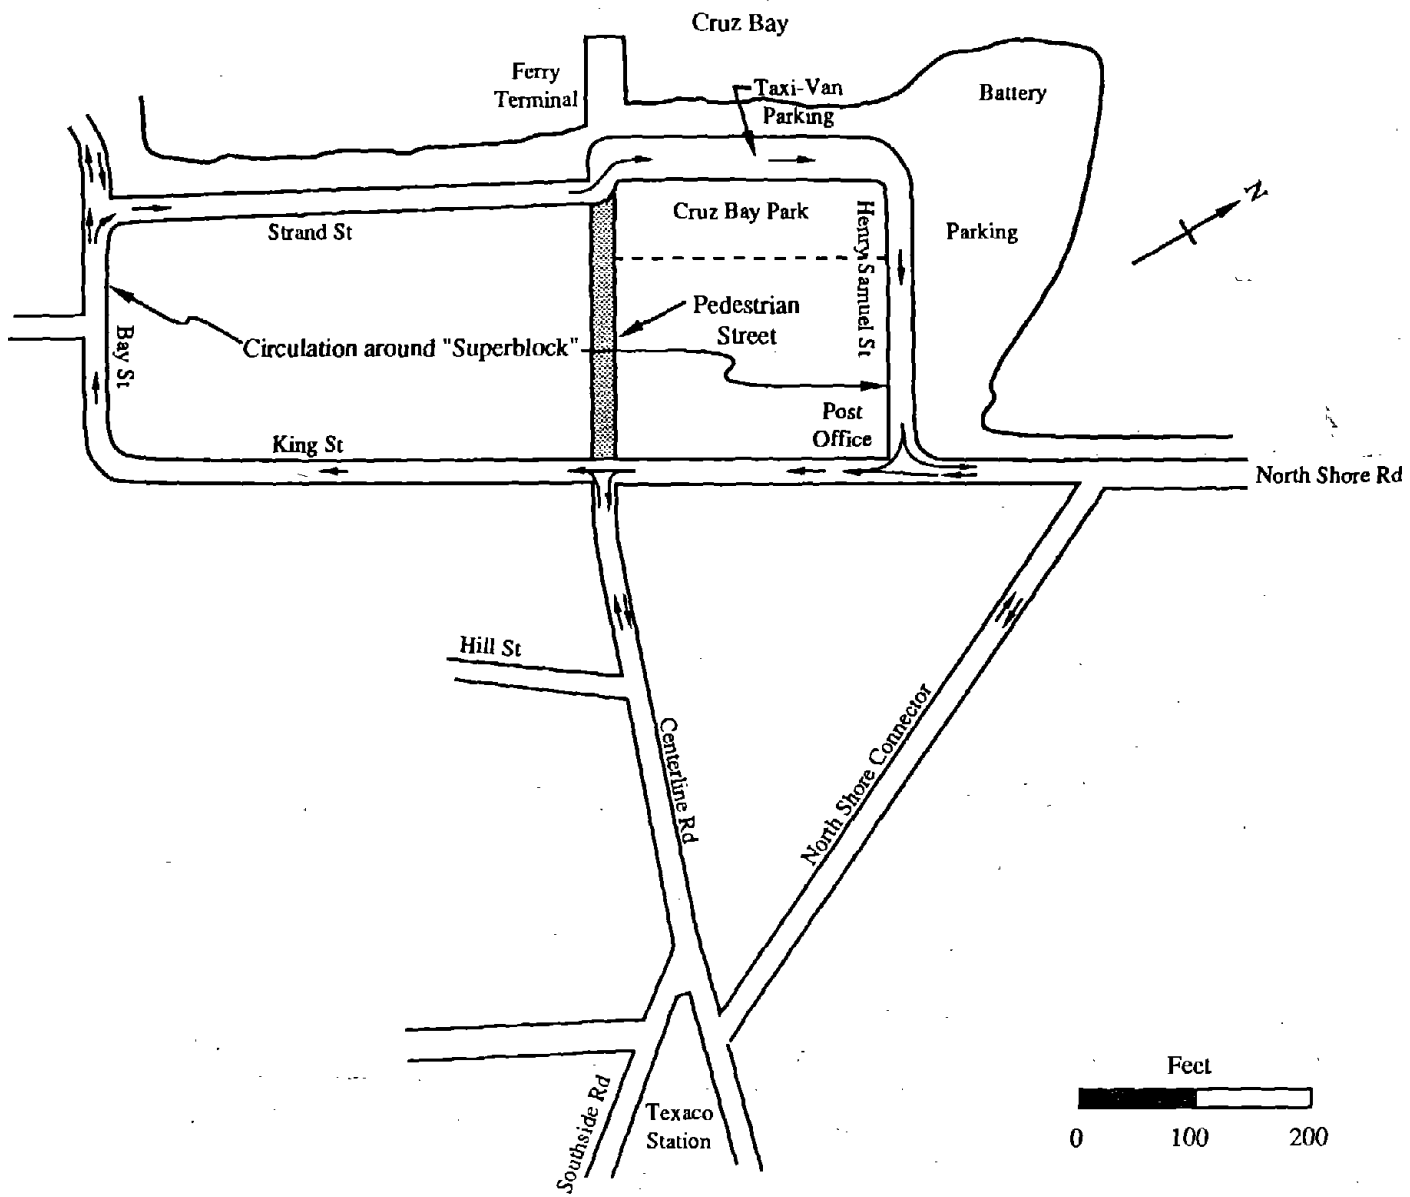 Cruz Bay
Ferry
Terminal
Taxi-Van
Parking
Battery
Strand St
Cruz Bay Park
Henry Samuel St
Parking
N
Pedestrian
Street
Bay St
Circulation around "Superblock"
Post
Office
King St
North Shore Rd
Hill St
Centerline Rd
North Shore Connector
Southside Rd
Texaco
Station
Feet
0 100 200